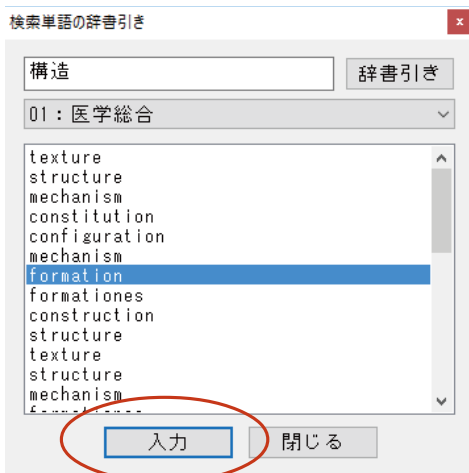 検索単語の辞書引き x
構造 辞書引き
01：医学総合
texture
structure
mechanism
constitution
configuration
mechanism
formation
formationes
construction
structure
texture
structure
mechanism
入力 閉じる